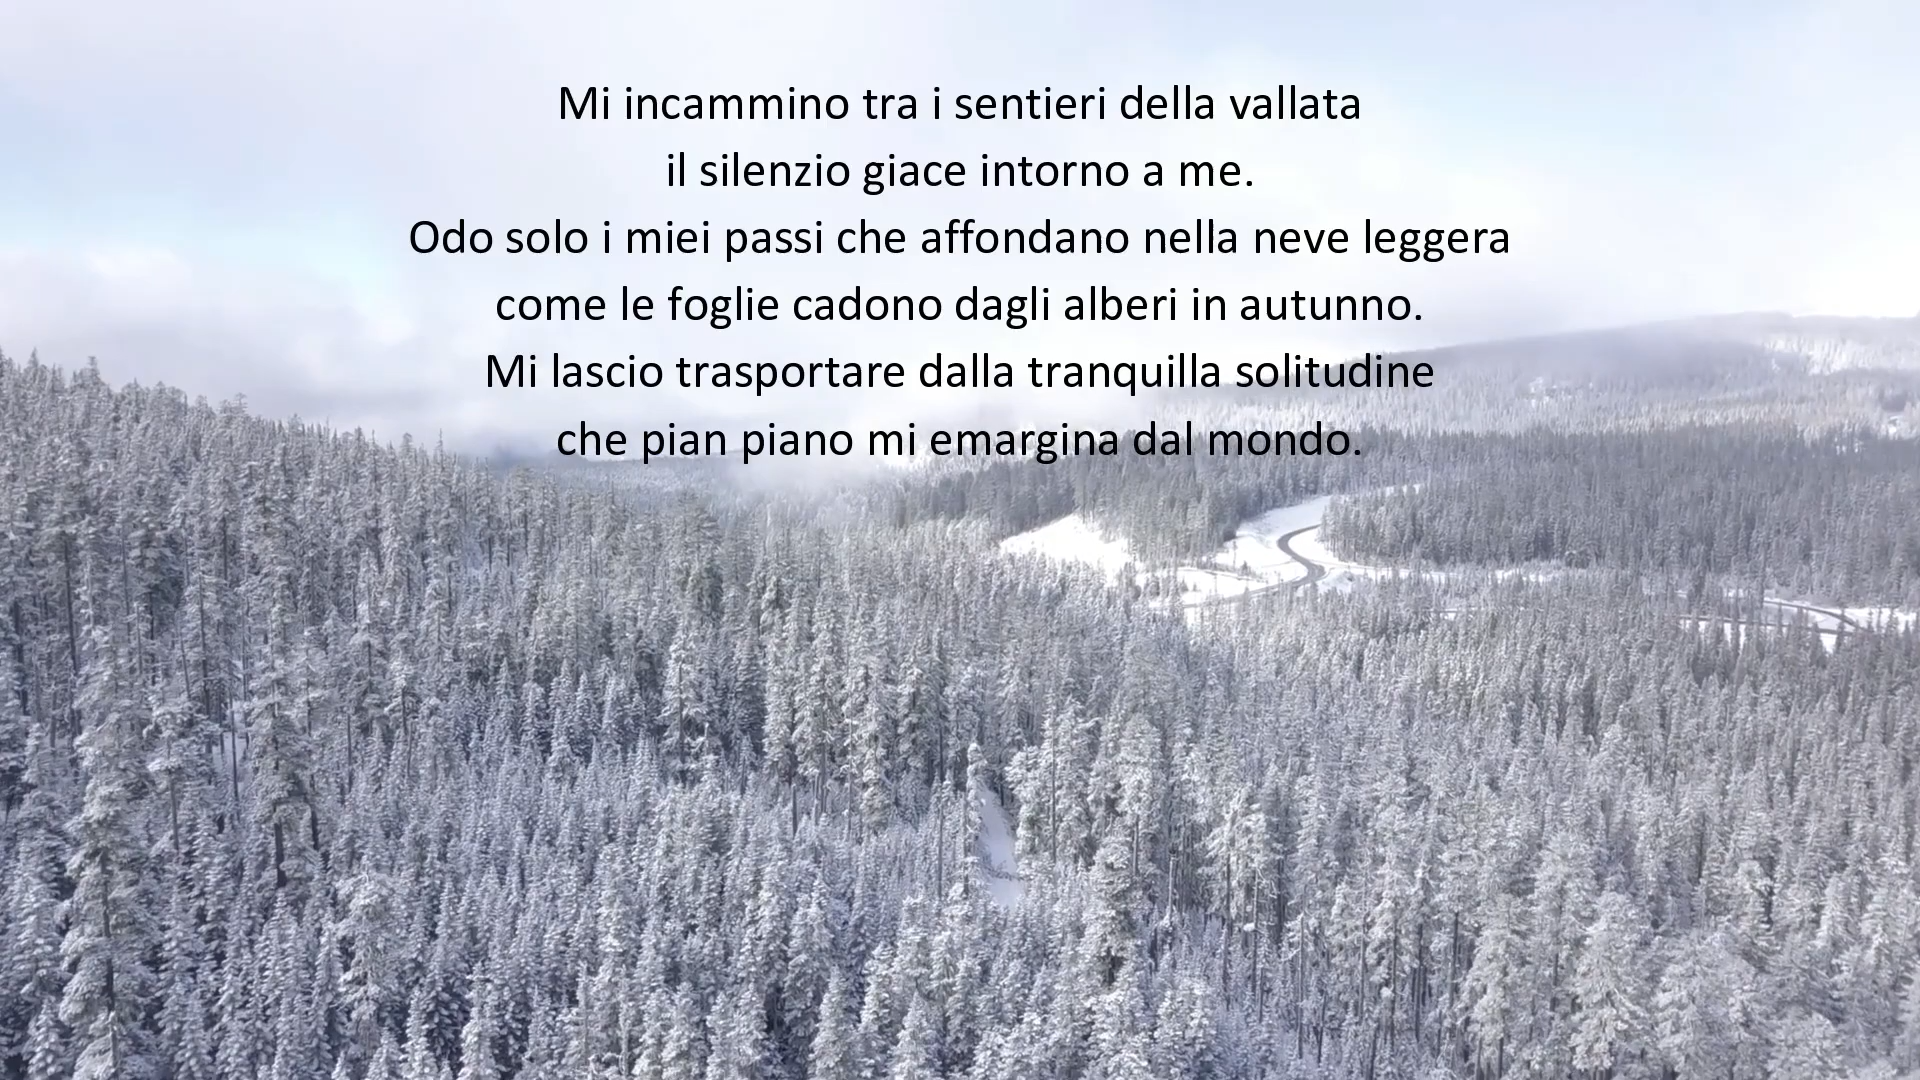 Mi incammino tra i sentieri della vallata
il silenzio giace intorno a me.
Odo solo i miei passi che affondano nella neve leggera
come le foglie cadono dagli alberi in autunno.
Mi lascio trasportare dalla tranquilla solitudine
che pian piano mi emargina dal mondo.